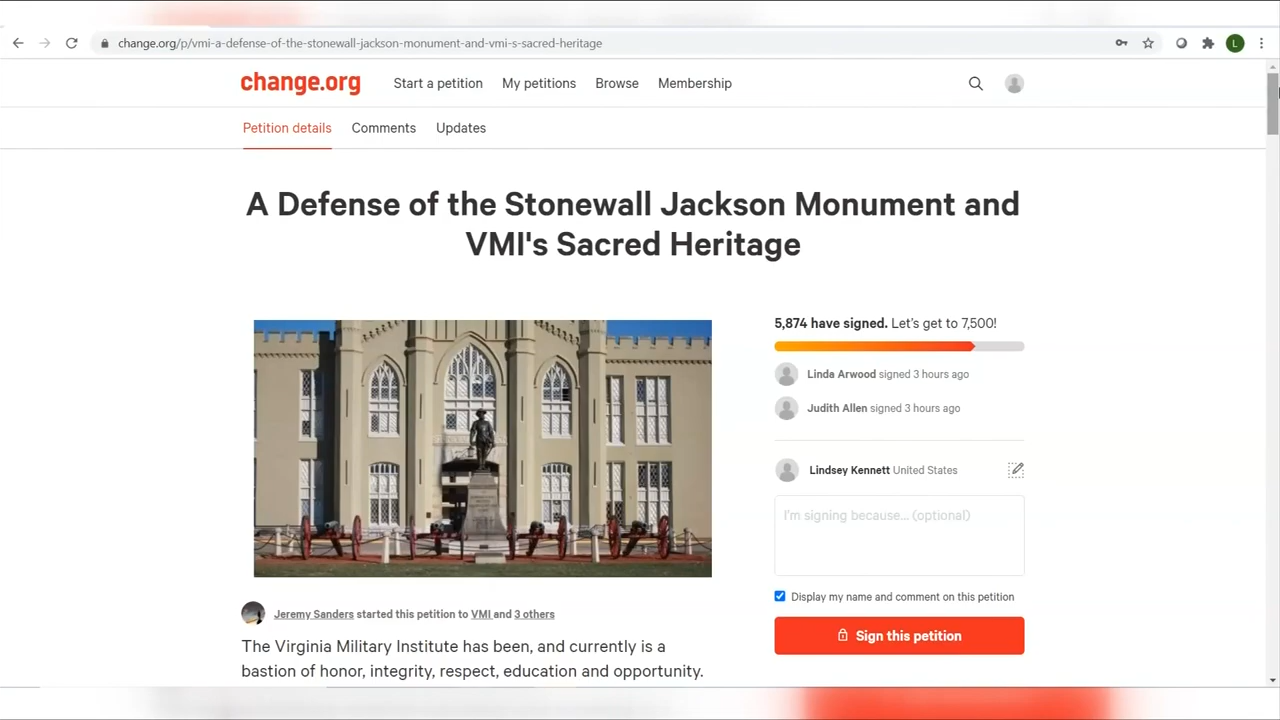 change.org/p/vmi-a-defense-of-the-stonewall-jackson-monument-and-vmi-s-sacred-heritage
L
change.org
Start a petition
My petitions
Browse
Membership
Petition details
Comments
Updates
A Defense of the Stonewall Jackson Monument and
VMI's Sacred Heritage
5,874 have signed. Let's get to 7,500!
Linda Arwood signed 3 hours ago
Judith Allen signed 3 hours ago
Lindsey Kennett United States
I'm signing because... (optional)
Display my name and comment on this petition
Sign this petition
Jeremy Sanders started this petition to VMI and 3 others
The Virginia Military Institute has been, and currently is a
bastion of honor, integrity, respect, education and opportunity.